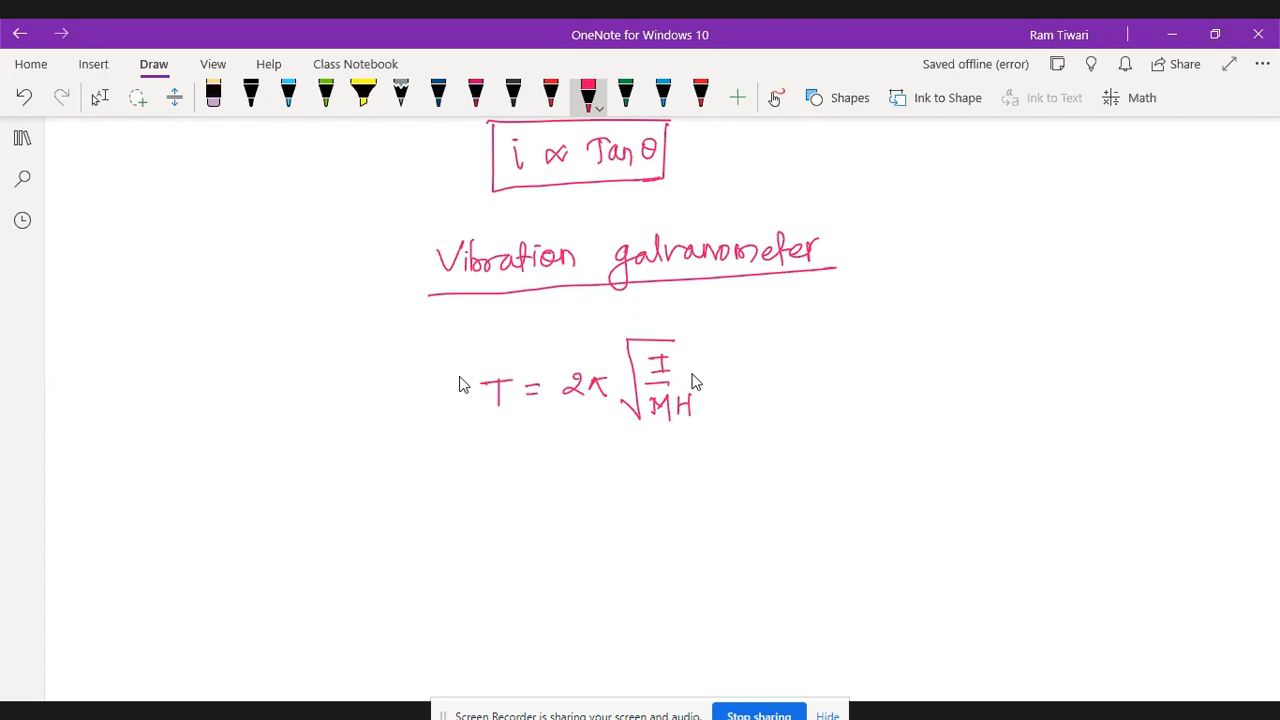 OneNote for Windows 10
Ram Tiwari
Home Insert Draw View Help Class Notebook
Saved offline (error) Share
Shapes Ink to Shape Ink to Text Math
i ∝ Tan θ
Vibration galvanometer
T = 2π √(I/MH)
Screen Recorder is sharing your screen and audio. Stop sharing Hide